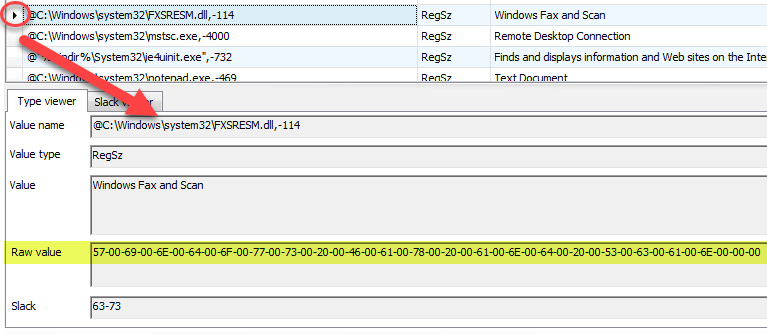 @C:\Windows\system32\FXSRESM.dll,-114 RegSz Windows Fax and Scan
@C:\Windows\system32\mstsc.exe,-4000 RegSz Remote Desktop Connection
\System32\ie4uinit.exe",-732 RegSz Finds and displays information and Web sites on the Inte
@C:\Windows\system32\notepad.exe,-469 RegSz Text Document
Type viewer Slack
Value name @C:\Windows\system32\FXSRESM.dll,-114
Value type RegSz
Value Windows Fax and Scan
Raw value 57-00-69-00-6E-00-64-00-6F-00-77-00-73-00-20-00-46-00-61-00-78-00-20-00-61-00-6E-00-64-00-20-00-53-00-63-00-61-00-6E-00-00-00
Slack 63-73